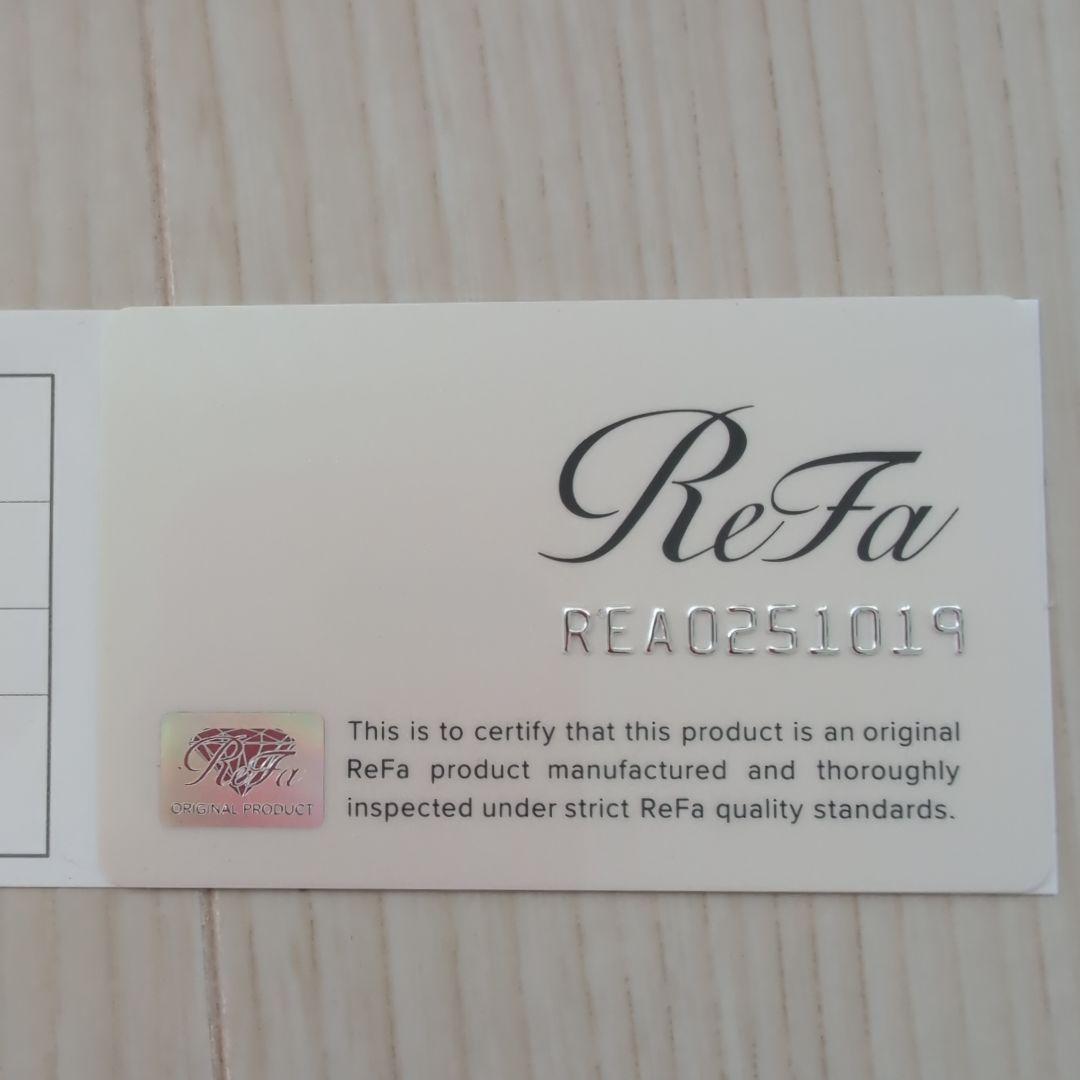 ReFa
REA0251019
ReFa
ORIGINAL PRODUCT
This is to certify that this product is an original
ReFa product manufactured and thoroughly
inspected under strict ReFa quality standards.